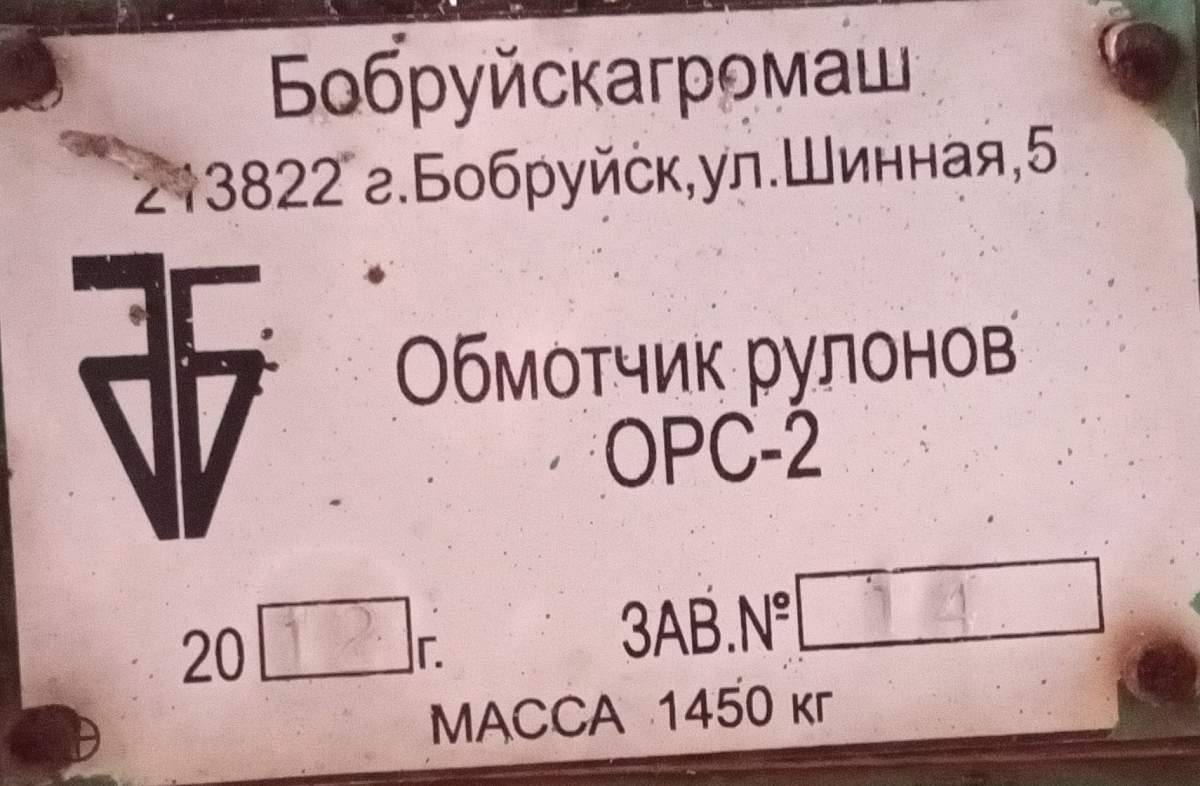 Бобруйскагромаш
213822 г.Бобруйск,ул.Шинная,5
Обмотчик рулонов
ОРС-2
20 12 г. ЗАВ.№ 14
МАССА 1450 кг